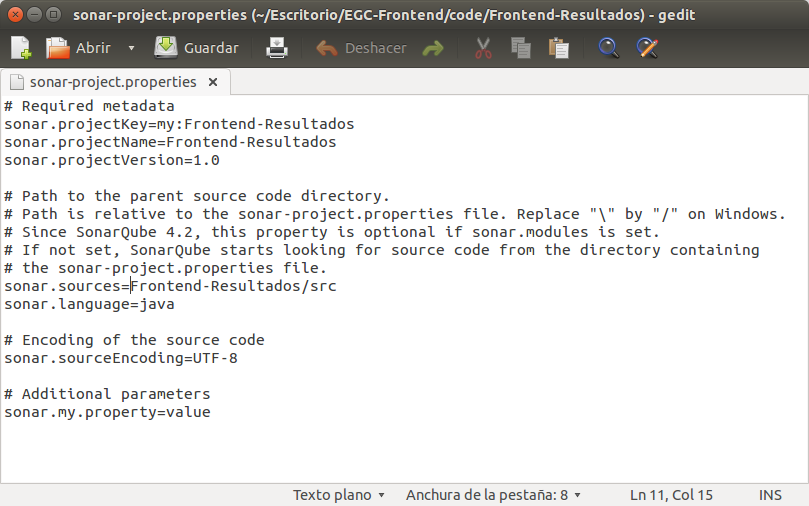 sonar-project.properties (~/Escritorio/EGC-Frontend/code/Frontend-Resultados) - gedit
Abrir Guardar Deshacer
sonar-project.properties
# Required metadata
sonar.projectKey=my:Frontend-Resultados
sonar.projectName=Frontend-Resultados
sonar.projectVersion=1.0

# Path to the parent source code directory.
# Path is relative to the sonar-project.properties file. Replace "\" by "/" on Windows.
# Since SonarQube 4.2, this property is optional if sonar.modules is set.
# If not set, SonarQube starts looking for source code from the directory containing
# the sonar-project.properties file.
sonar.sources=Frontend-Resultados/src
sonar.language=java

# Encoding of the source code
sonar.sourceEncoding=UTF-8

# Additional parameters
sonar.my.property=value
Texto plano Anchura de la pestaña: 8 Ln 11, Col 15 INS